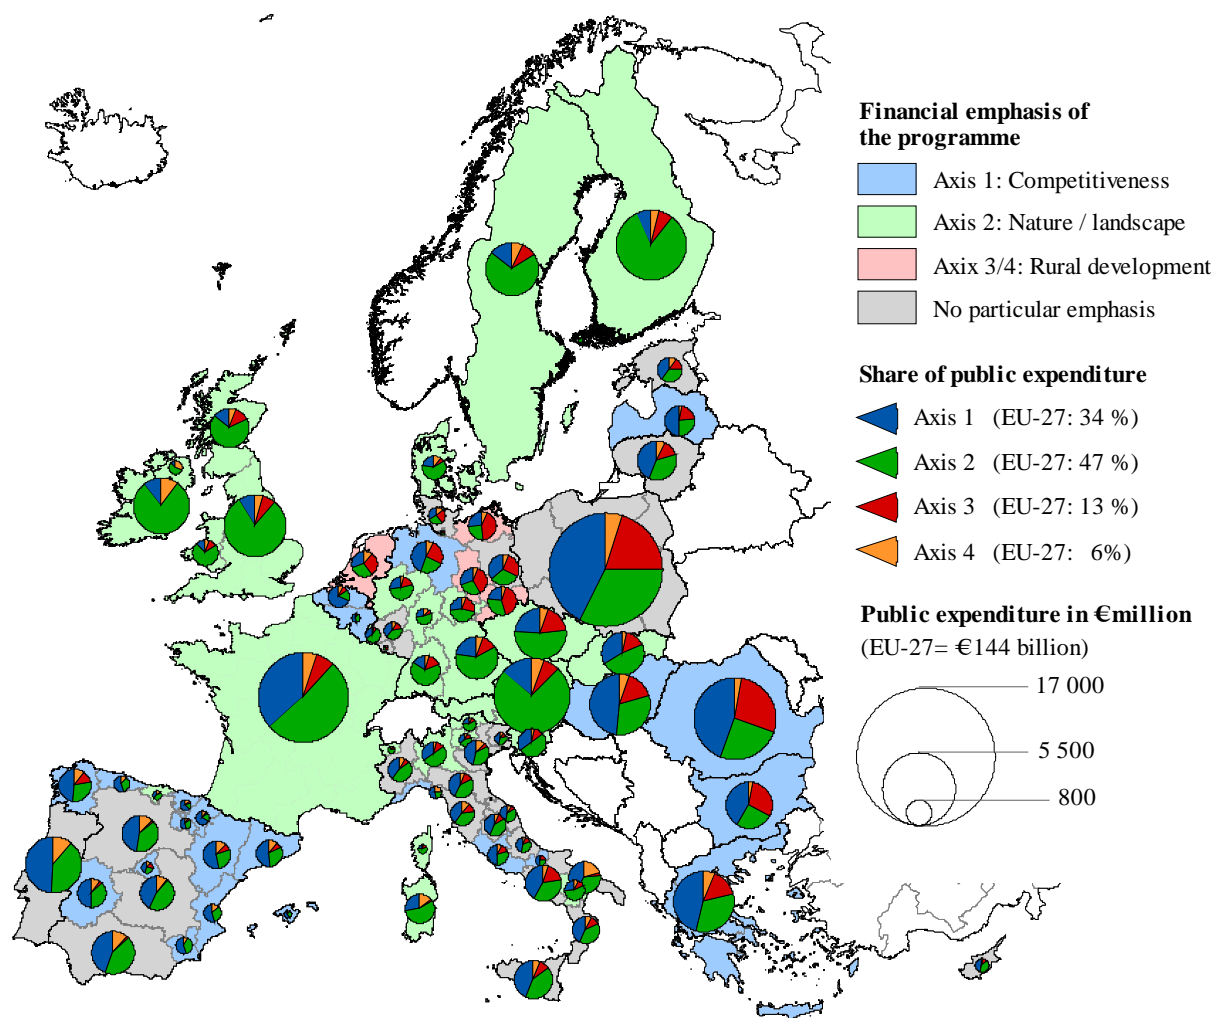 Financial emphasis of
the programme
Axis 1: Competitiveness
Axis 2: Nature / landscape
Axix 3/4: Rural development
No particular emphasis
Share of public expenditure
Axis 1 (EU-27: 34 %)
Axis 2 (EU-27: 47 %)
Axis 3 (EU-27: 13 %)
Axis 4 (EU-27: 6%)
Public expenditure in €million
(EU-27= €144 billion)
17 000
5 500
800